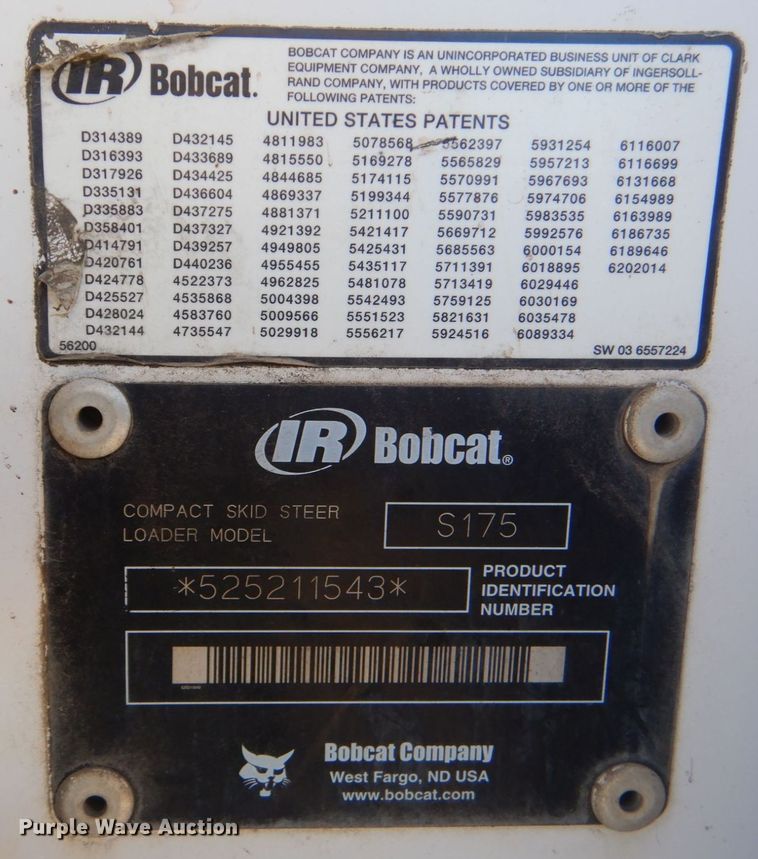 IR Bobcat.
BOBCAT COMPANY IS AN UNINCORPORATED BUSINESS UNIT OF CLARK
EQUIPMENT COMPANY, A WHOLLY OWNED SUBSIDIARY OF INGERSOLL-
RAND COMPANY, WITH PRODUCTS COVERED BY ONE OR MORE OF THE
FOLLOWING PATENTS:
UNITED STATES PATENTS
D314389 D432145 4811983 5078568 5562397 5931254 6116007
D316393 D433689 4815550 5169278 5565829 5957213 6116699
D317926 D434425 4844685 5174115 5570991 5967693 6131668
D335131 D436604 4869337 5199344 5577876 5974706 6154989
D335883 D437275 4881371 5211100 5590731 5983535 6163989
D358401 D437327 4921392 5421417 5669712 5992576 6186735
D414791 D439257 4949805 5425431 5685563 6000154 6189646
D420761 D440236 4955455 5435117 5711391 6018895 6202014
D424778 4522373 4962825 5481078 5713419 6029446
D425527 4535868 5004398 5542493 5759125 6030169
D428024 4583760 5009566 5551523 5821631 6035478
D432144 4735547 5029918 5556217 5924516 6089334
56200 SW 03 6557224
IR Bobcat®
COMPACT SKID STEER
LOADER MODEL
S175
*525211543*
PRODUCT
IDENTIFICATION
NUMBER
Bobcat Company
West Fargo, ND USA
www.bobcat.com
Purple Wave Auction